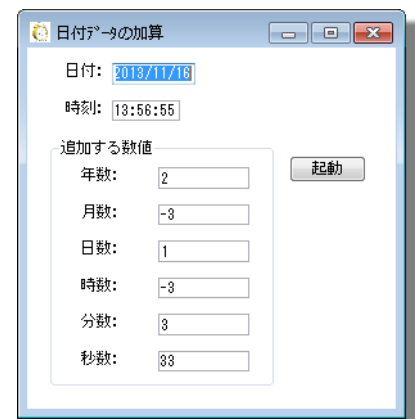 日付ﾃﾞｰﾀの加算
日付: 2013/11/16
時刻: 13:56:55
追加する数値
起動
年数: 2
月数: -3
日数: 1
時数: -3
分数: 3
秒数: 33